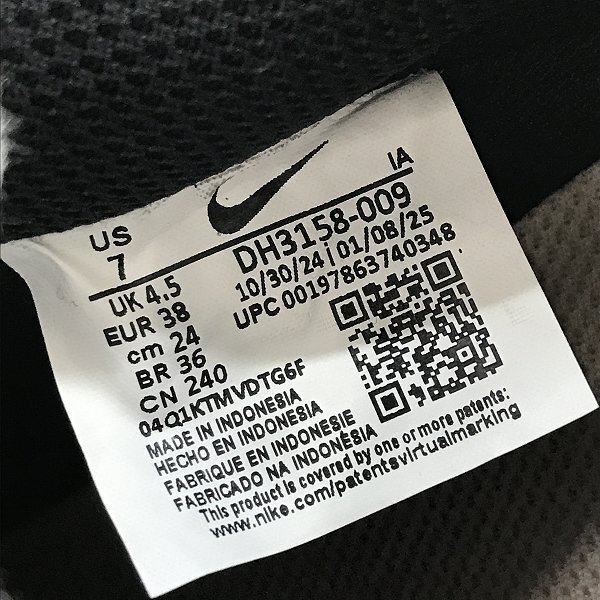 IA
US
7
UK 4.5
EUR 38
cm 24
BR 36
CN 240
DH3158-009
10/30/24 | 01/08/25
UPC 00197863740348
04Q1KTMVDTG6F
MADE IN INDONESIA
HECHO EN INDONESIA
FABRIQUE EN INDONESIE
FABRICADO NA INDONÉSIA
This product is covered by one or more patents:
www.nike.com/patentsvirtualmarking